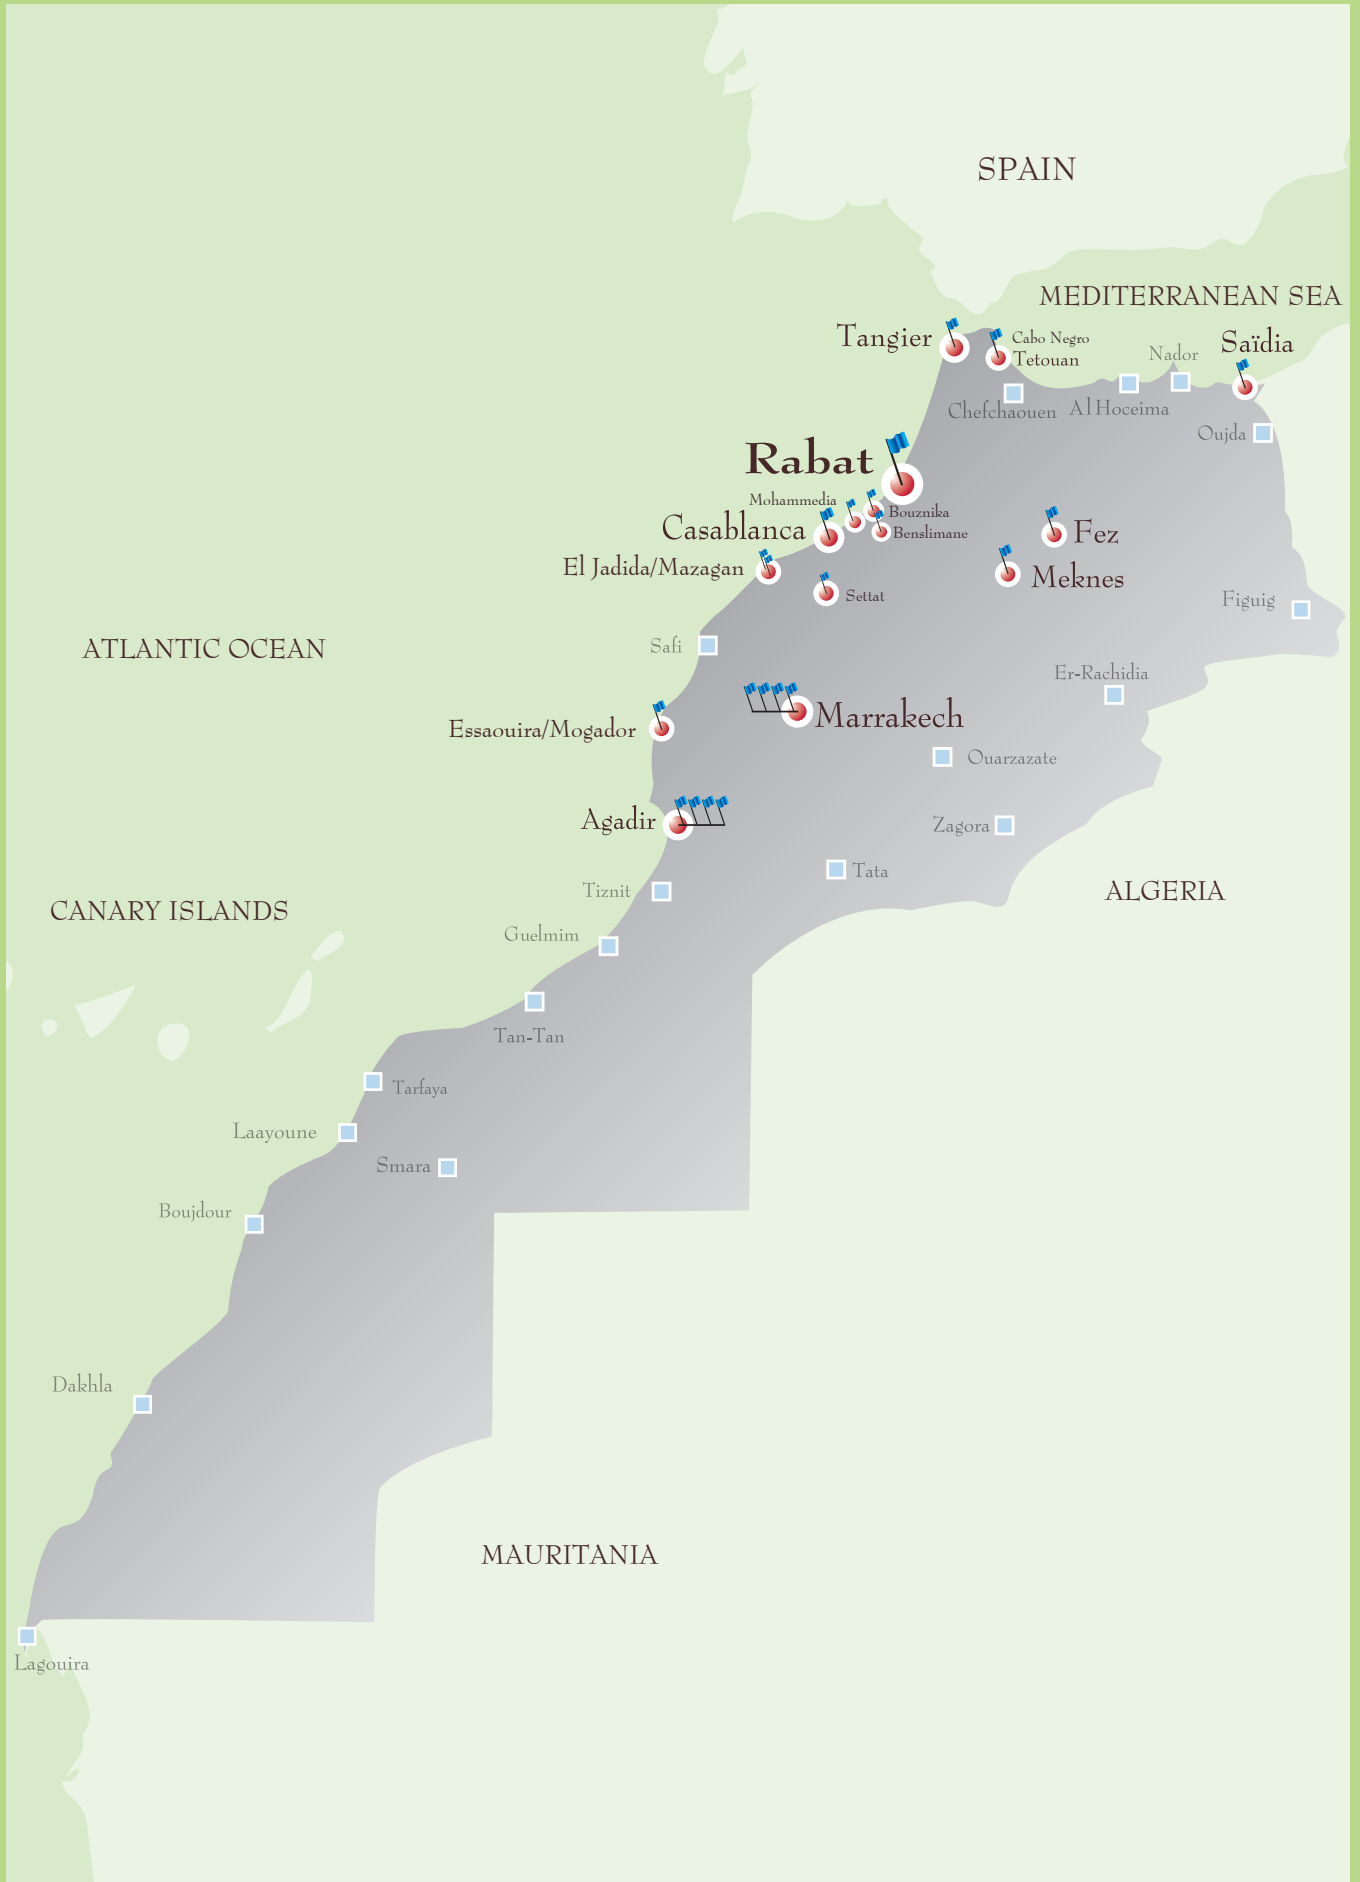 SPAIN
MEDITERRANEAN SEA
Tangier
Cabo Negro
Tetouan
Nador
Saïdia
Chefchaouen
Al Hoceima
Oujda
Rabat
Mohammedia
Bouznika
Casablanca
Benslimane
Fez
El Jadida/Mazagan
Meknes
Settat
Figuig
ATLANTIC OCEAN
Safi
Er-Rachidia
Marrakech
Essaouira/Mogador
Ouarzazate
Agadir
Zagora
Tata
Tiznit
ALGERIA
CANARY ISLANDS
Guelmim
Tan-Tan
Tarfaya
Laayoune
Smara
Boujdour
Dakhla
MAURITANIA
Lagouira